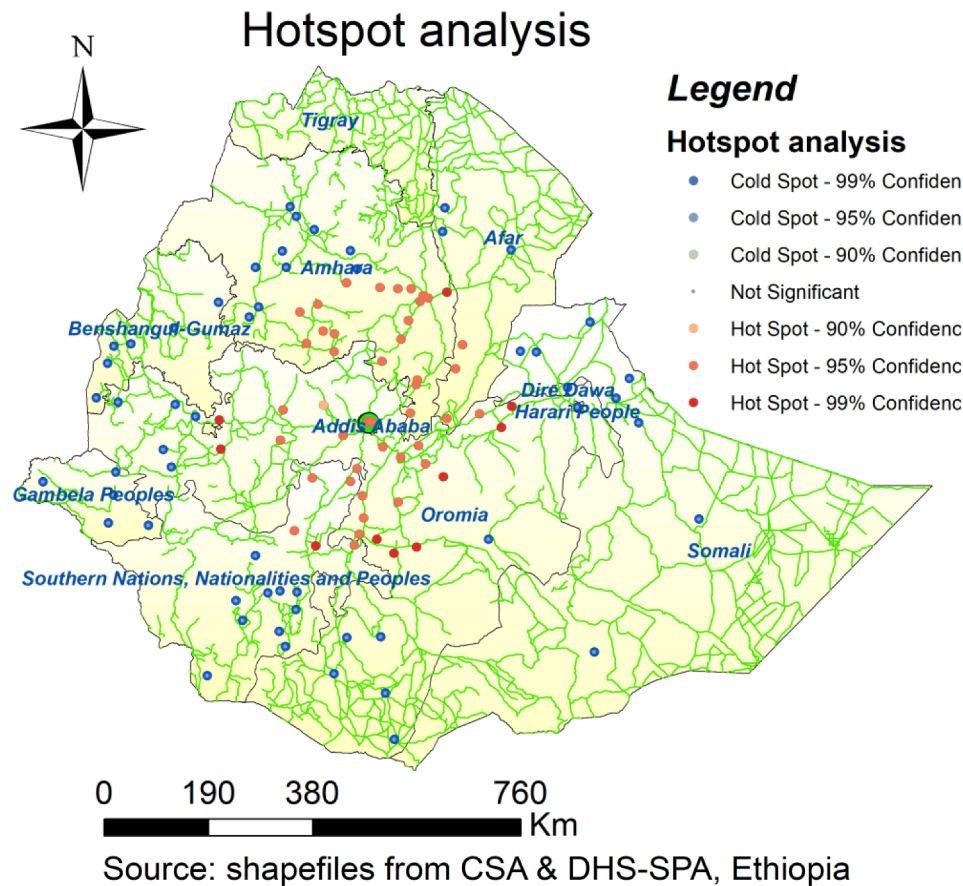 Hotspot analysis
N
Legend
Hotspot analysis
Cold Spot - 99% Confiden
Cold Spot - 95% Confiden
Cold Spot - 90% Confiden
Not Significant
Hot Spot - 90% Confidenc
Hot Spot - 95% Confidenc
Hot Spot - 99% Confidenc
Tigray
Afar
Amhara
Benshangul-Gumaz
Dire Dawa
Harari People
Addis Ababa
Gambela Peoples
Oromia
Somali
Southern Nations, Nationalities and Peoples
0 190 380 760
Km
Source: shapefiles from CSA & DHS-SPA, Ethiopia